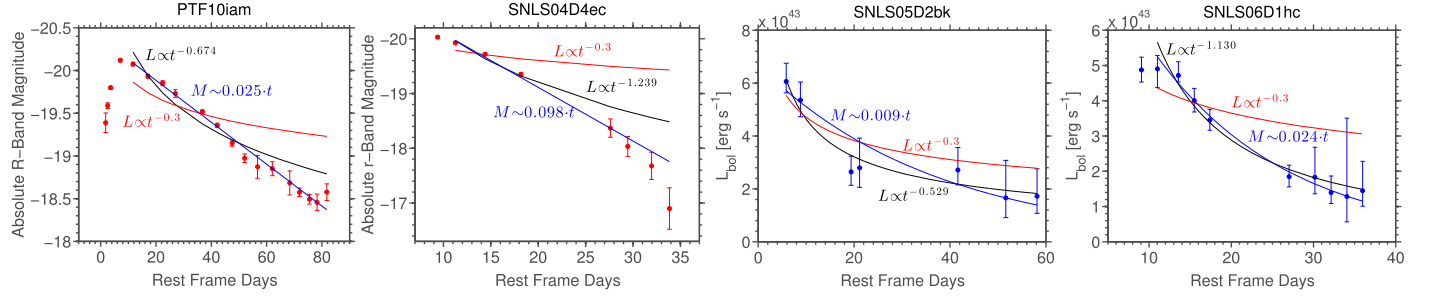 PTF10iam
−20.5
−20
−19.5
−19
−18.5
−18
Absolute R−Band Magnitude
L∝t^−0.674
M∼0.025·t
L∝t^−0.3
0 20 40 60 80
Rest Frame Days
SNLS04D4ec
−20
−19
−18
−17
Absolute r−Band Magnitude
L∝t^−0.3
L∝t^−1.239
M∼0.098·t
10 15 20 25 30 35
Rest Frame Days
SNLS05D2bk
x 10^43
8
6
4
2
0
L_bol [erg s^−1]
M∼0.009·t
L∝t^−0.3
L∝t^−0.529
0 20 40 60
Rest Frame Days
SNLS06D1hc
x 10^43
6
5
4
3
2
1
0
L_bol [erg s^−1]
L∝t^−1.130
L∝t^−0.3
M∼0.024·t
10 20 30 40
Rest Frame Days